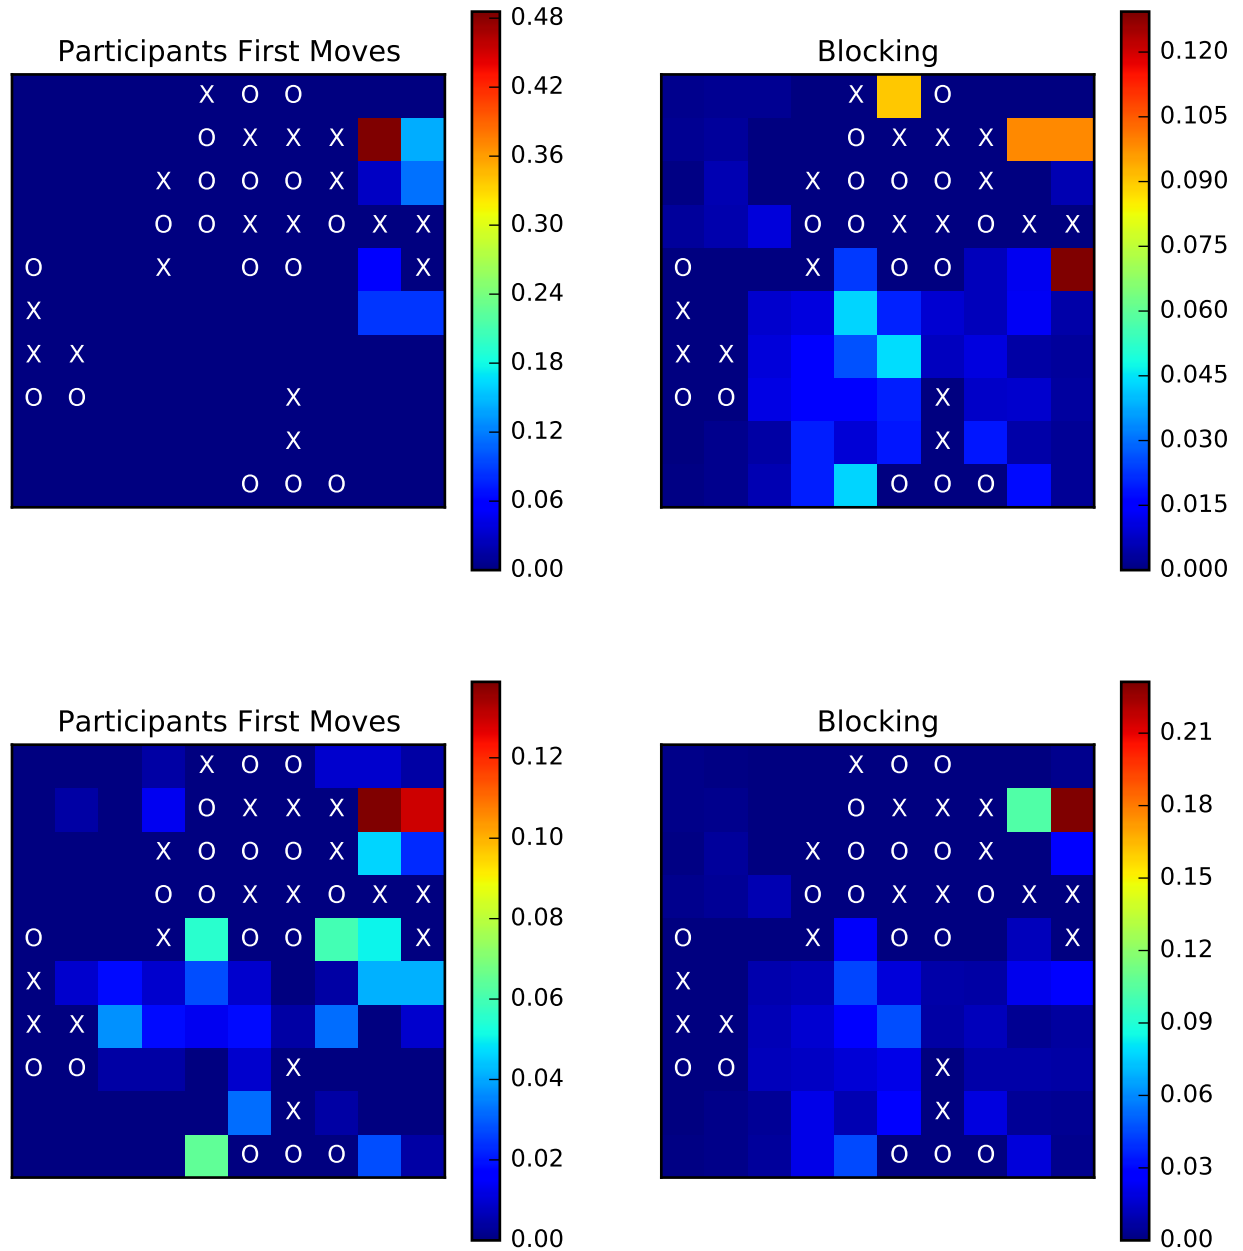 Participants First Moves
X O O
O X X X
X O O O X
O O X X O X X
O X O O X
X
X X
O O X
X
O O O
0.48
0.42
0.36
0.30
0.24
0.18
0.12
0.06
0.00
Blocking
X O
O X X X
X O O O X
O O X X O X X
O X O O
X
X X
O O X
X
O O O
0.120
0.105
0.090
0.075
0.060
0.045
0.030
0.015
0.000
Participants First Moves
X O O
O X X X
X O O O X
O O X X O X X
O X O O X
X
X X
O O X
X
O O O
0.12
0.10
0.08
0.06
0.04
0.02
0.00
Blocking
X O O
O X X X
X O O O X
O O X X O X X
O X O O X
X
X X
O O X
X
O O O
0.21
0.18
0.15
0.12
0.09
0.06
0.03
0.00